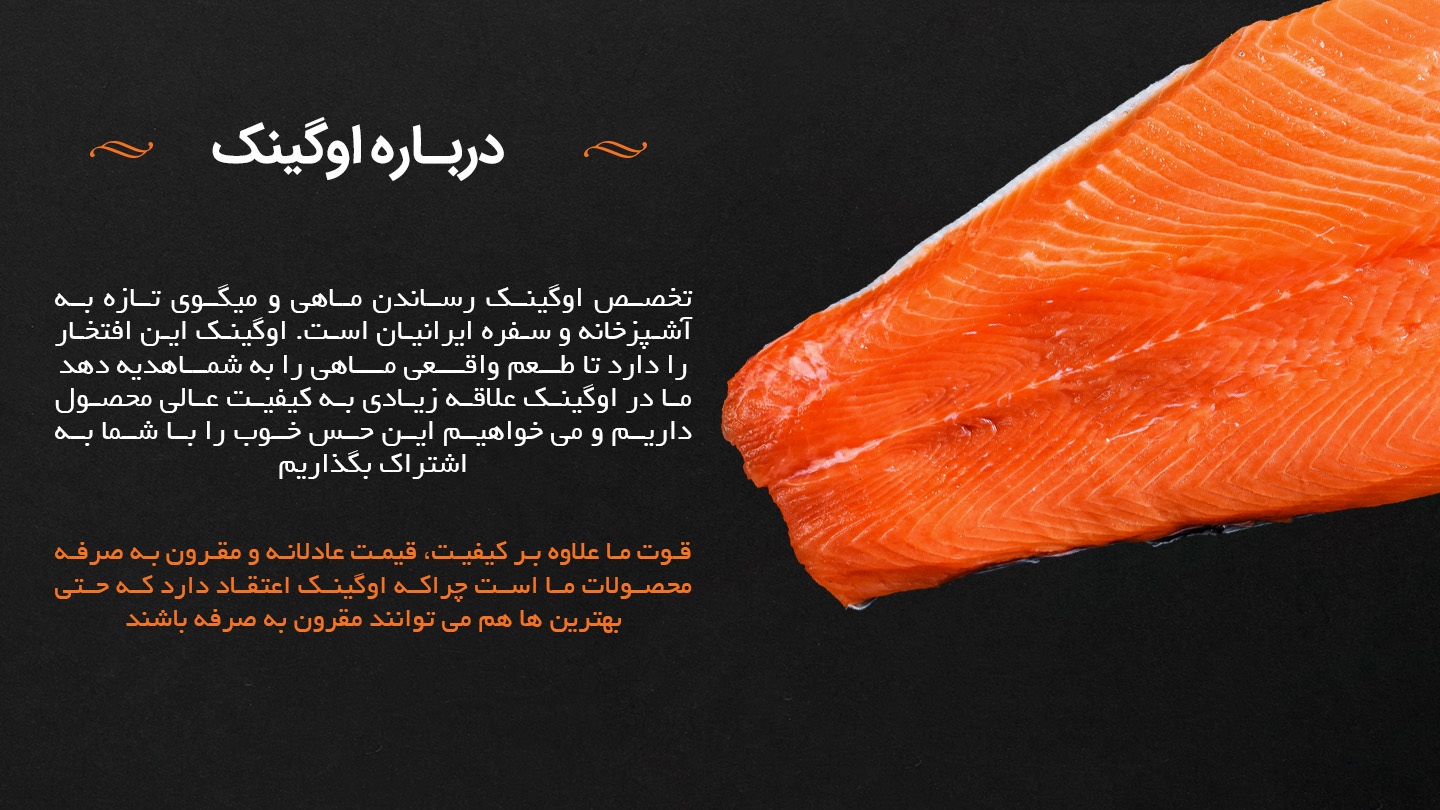 درباره اوگینک
تخصص اوگینک رساندن ماهی و میگوی تازه به
آشپزخانه و سفره ایرانیان است. اوگینک این افتخار
را دارد تا طعم واقعی ماهی را به شماهدیه دهد
ما در اوگینک علاقه زیادی به کیفیت عالی محصول
داریم و می خواهیم این حس خوب را با شما به
اشتراک بگذاریم
قوت ما علاوه بر کیفیت، قیمت عادلانه و مقرون به صرفه
محصولات ما است چراکه اوگینک اعتقاد دارد که حتی
بهترین ها هم می توانند مقرون به صرفه باشند